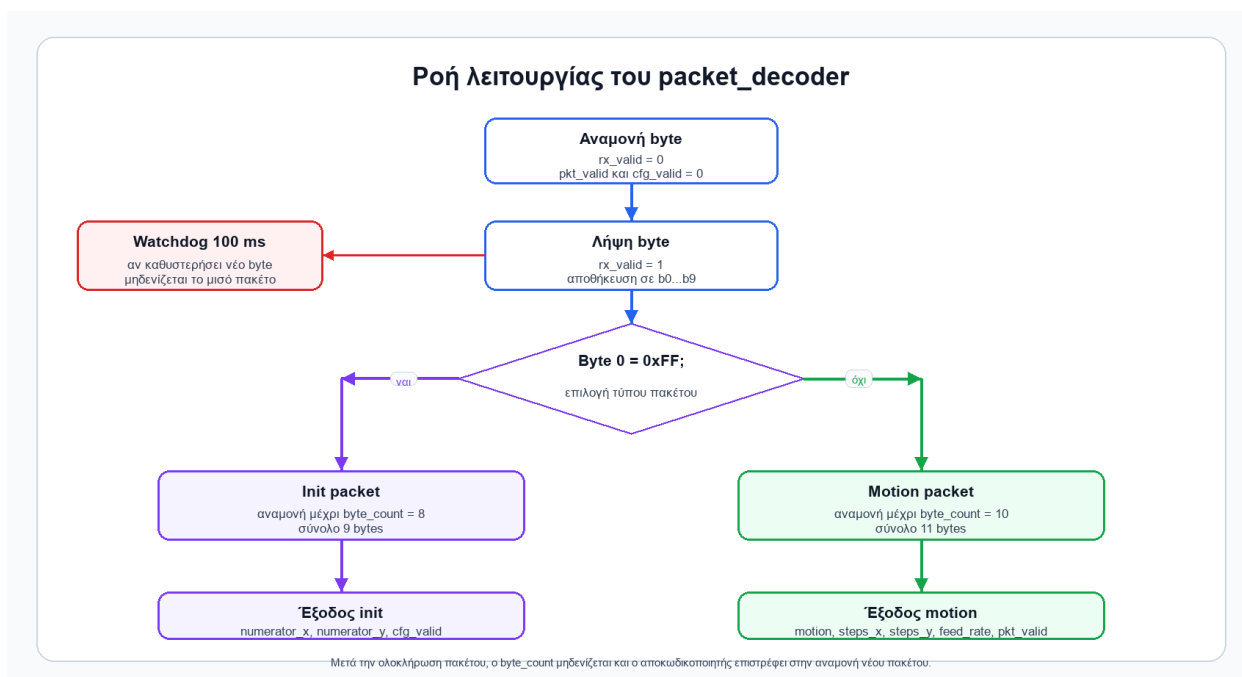 Ροή λειτουργίας του packet_decoder
Αναμονή byte
rx_valid = 0
pkt_valid και cfg_valid = 0
Watchdog 100 ms
αν καθυστερήσει νέο byte
μηδενίζεται το μισό πακέτο
Λήψη byte
rx_valid = 1
αποθήκευση σε b0...b9
Byte 0 = 0xFF;
επιλογή τύπου πακέτου
ναι
όχι
Init packet
αναμονή μέχρι byte_count = 8
σύνολο 9 bytes
Motion packet
αναμονή μέχρι byte_count = 10
σύνολο 11 bytes
Έξοδος init
numerator_x, numerator_y, cfg_valid
Έξοδος motion
motion, steps_x, steps_y, feed_rate, pkt_valid
Μετά την ολοκλήρωση πακέτου, ο byte_count μηδενίζεται και ο αποκωδικοποιητής επιστρέφει στην αναμονή νέου πακέτου.